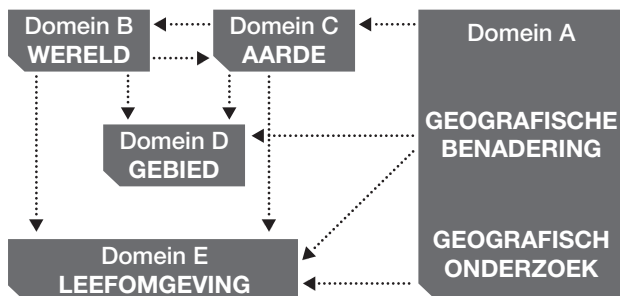 Domein B
WERELD
Domein C
AARDE
Domein A
GEOGRAFISCHE
BENADERING
GEOGRAFISCH
ONDERZOEK
Domein D
GEBIED
Domein E
LEEFOMGEVING